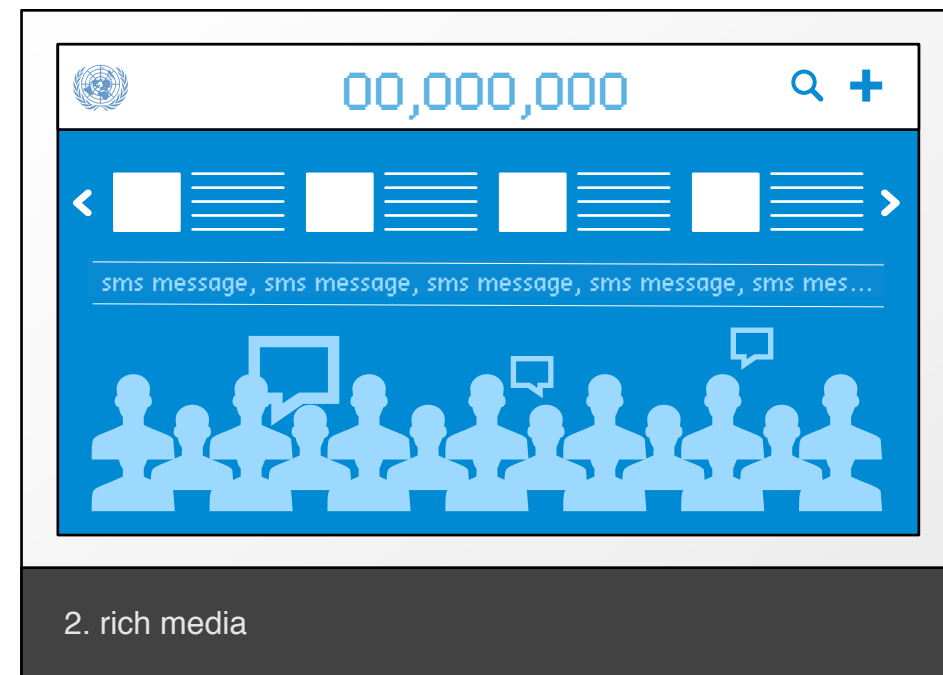 00,000,000
sms message, sms message, sms message, sms message, sms mes...
2. rich media